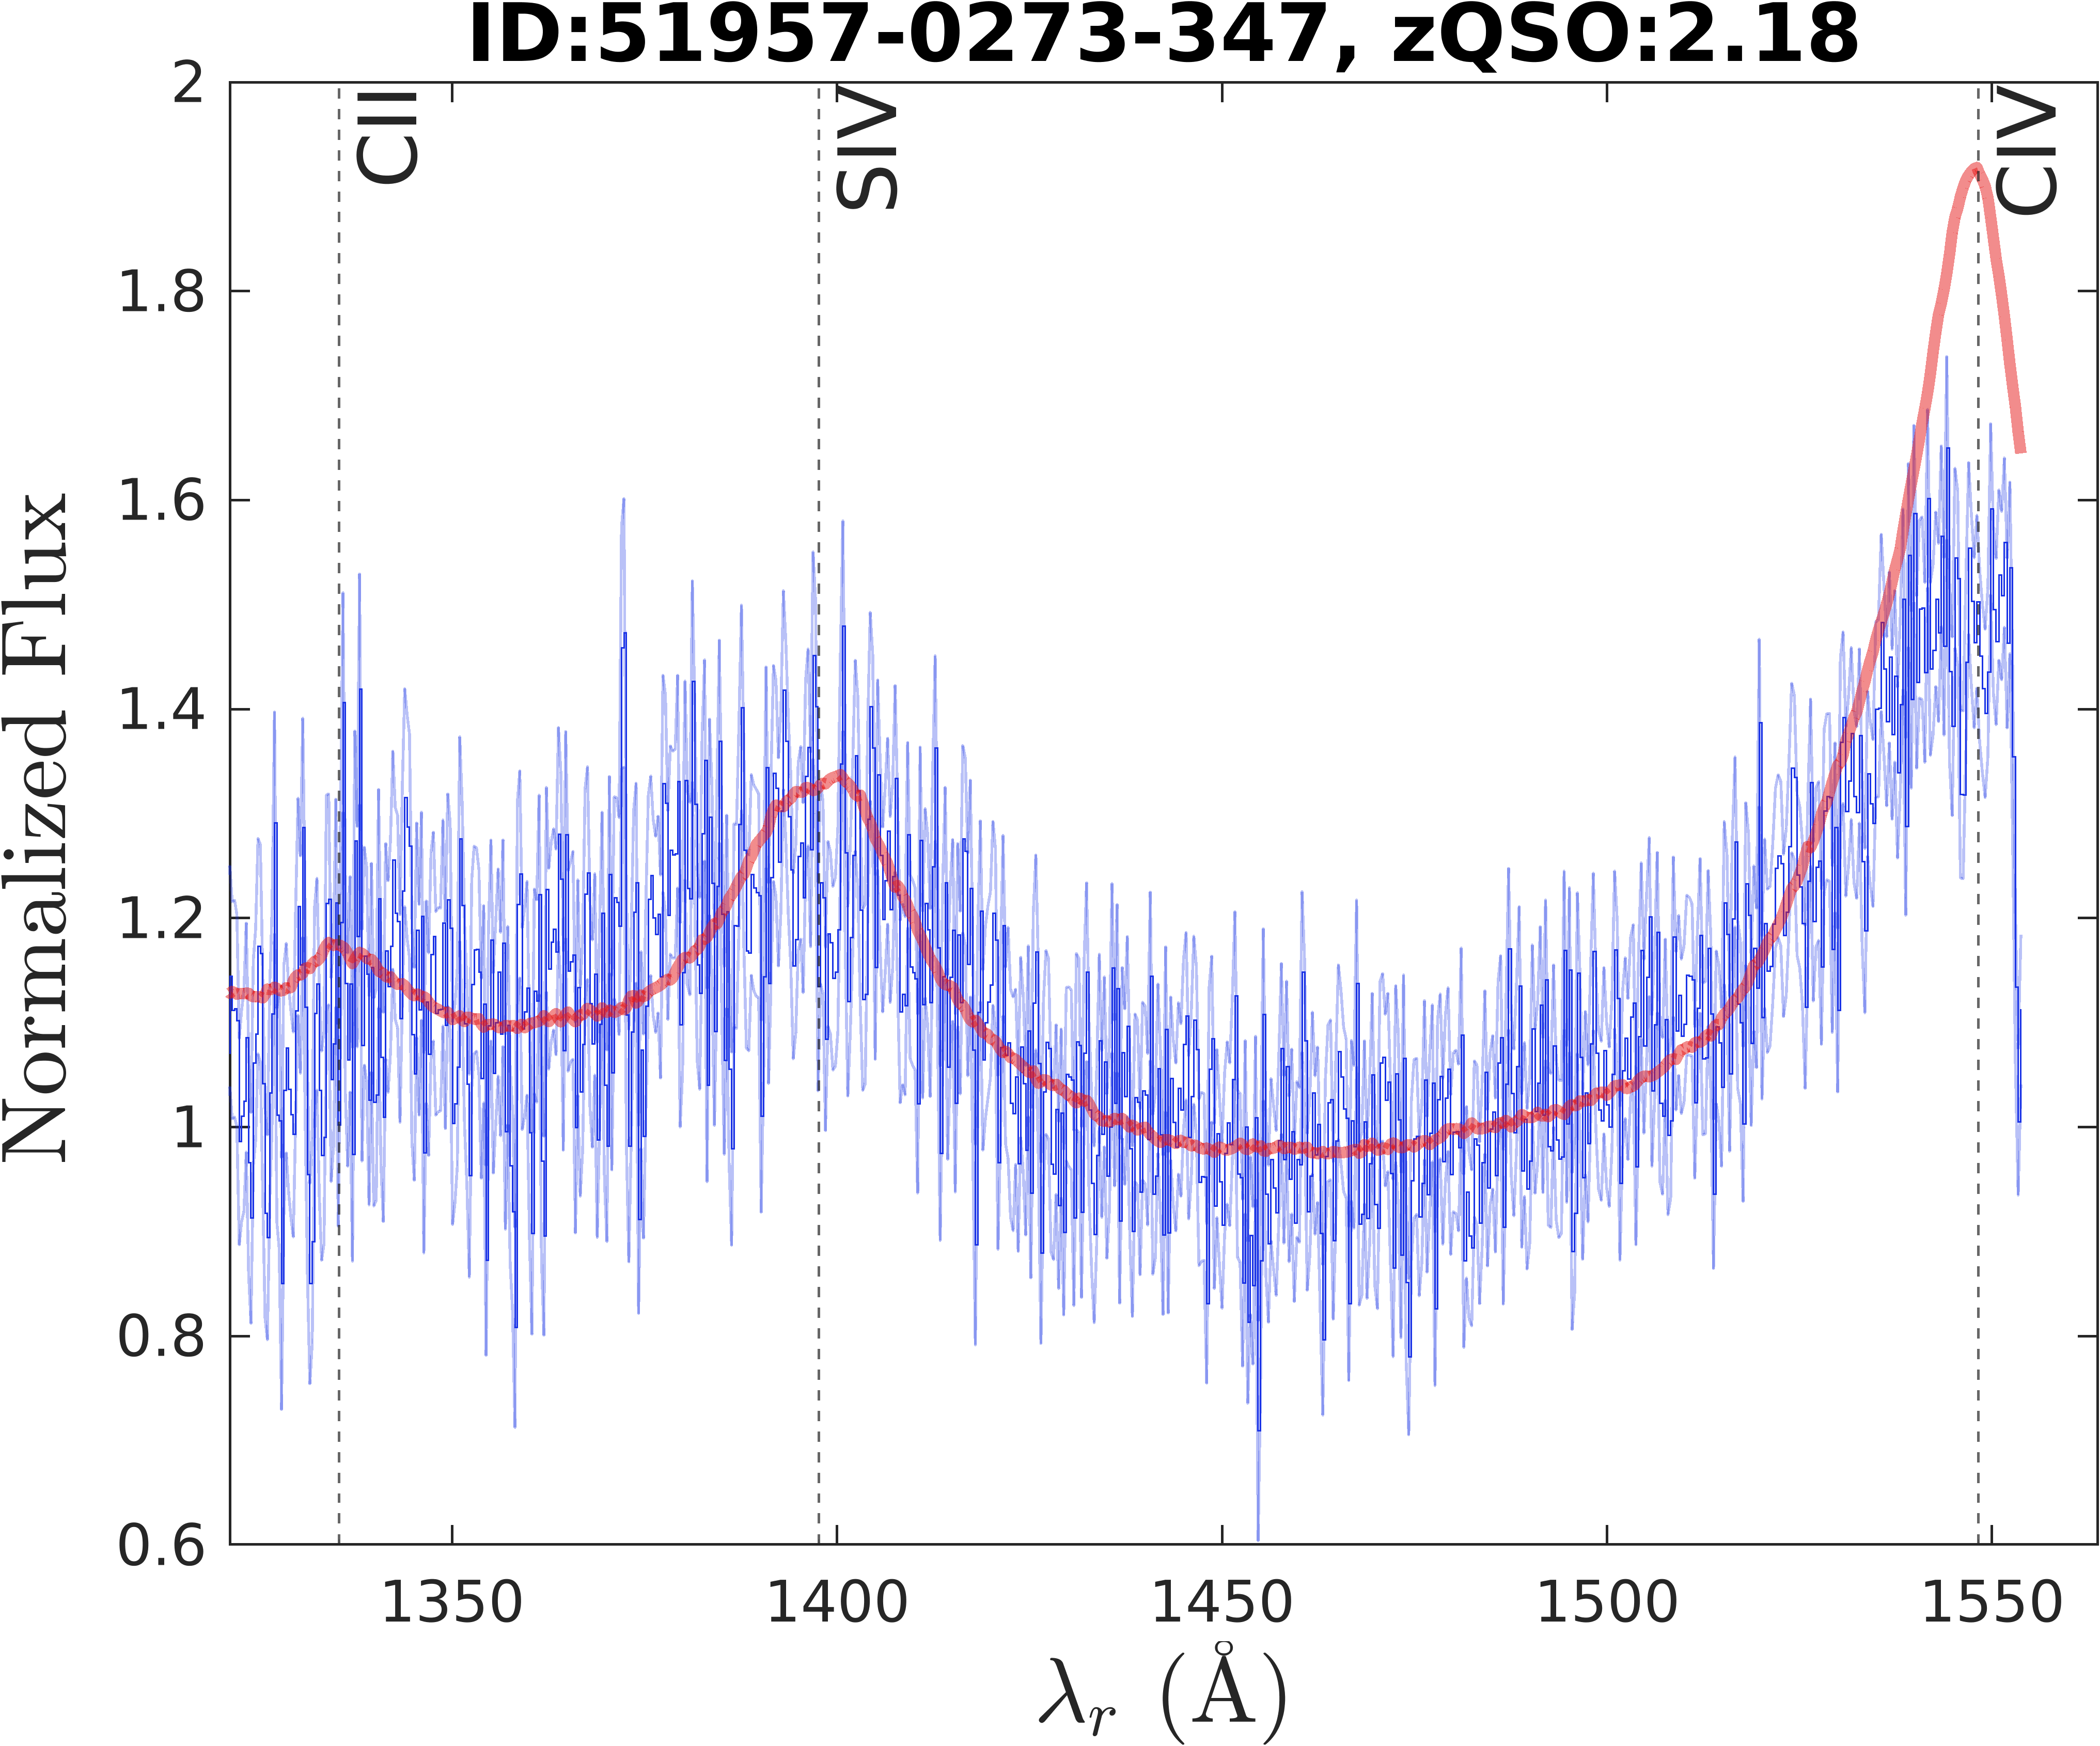 ID:51957-0273-347, zQSO:2.18
2
1.8
1.6
1.4
1.2
1
0.8
0.6
Normalized Flux
CII
SIV
CIV
1350
1400
1450
1500
1550
λr (Å)